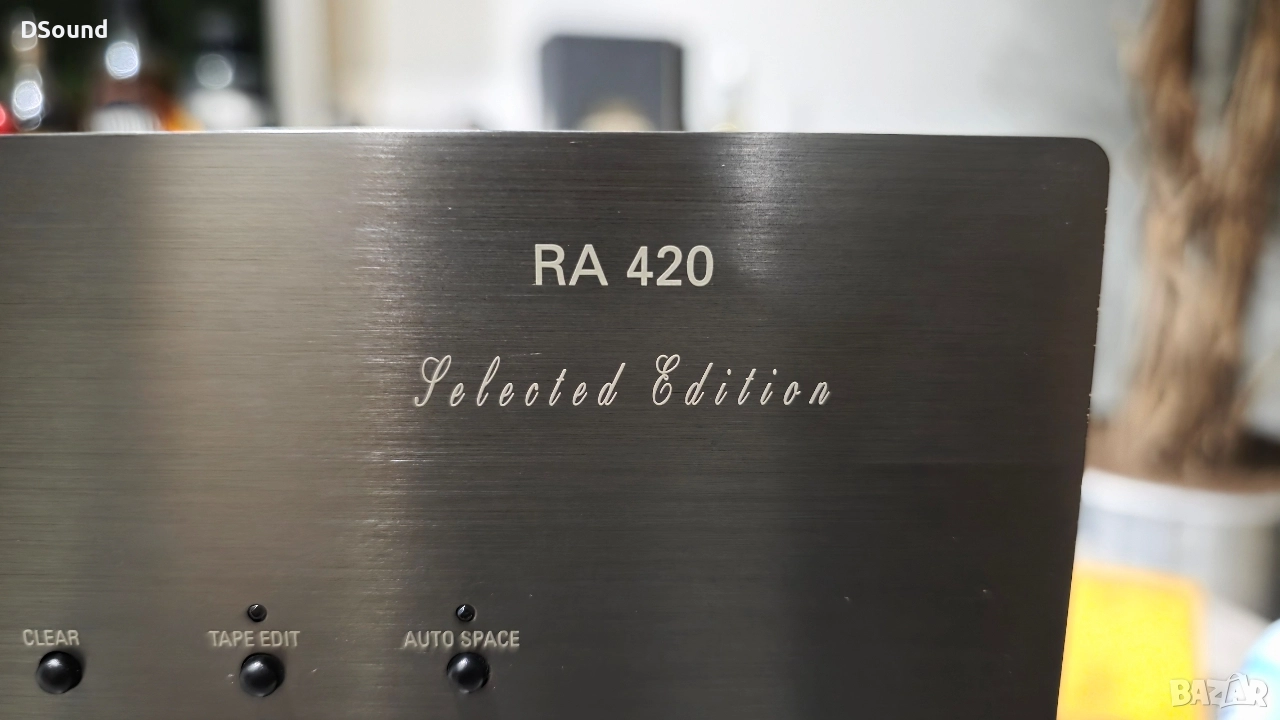 DSound
RA 420
Selected Edition
CLEAR
TAPE EDIT
AUTO SPACE
BAZAR